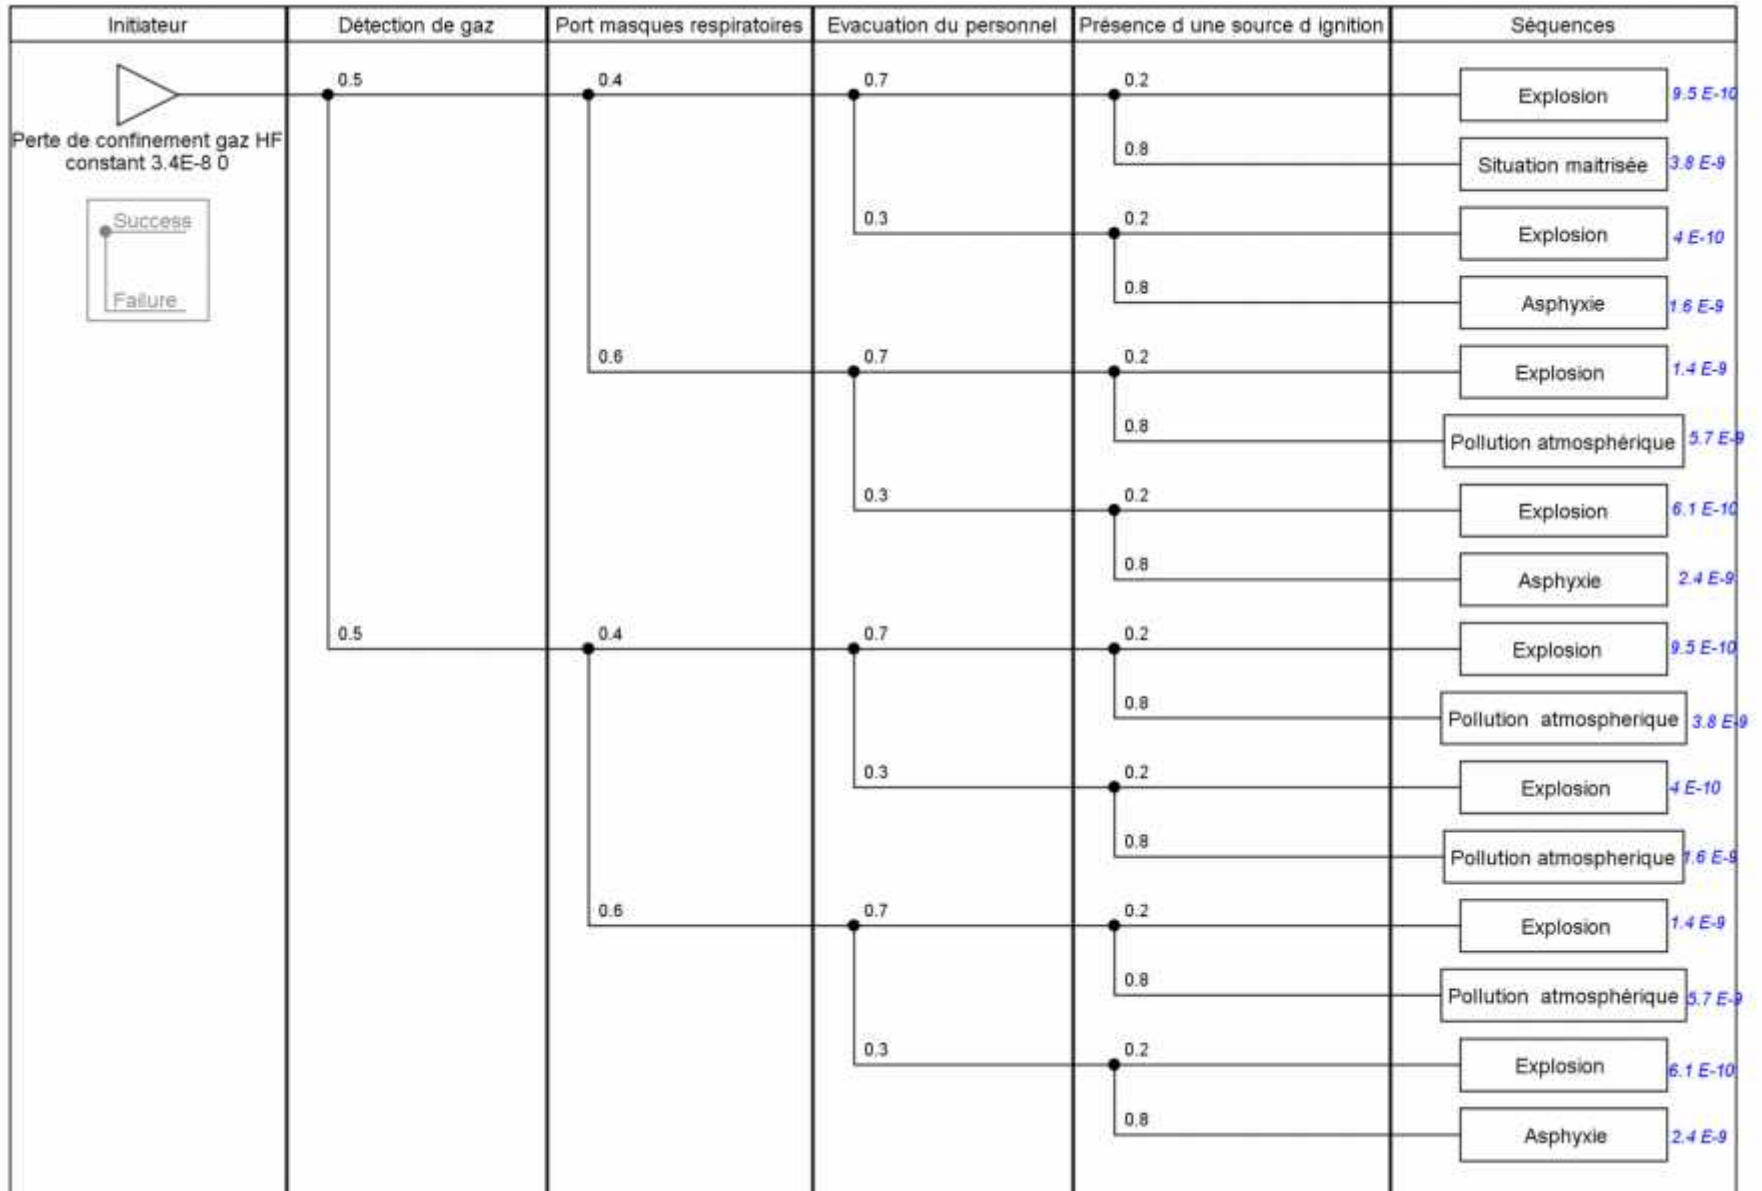 Initiateur
Détection de gaz
Port masques respiratoires
Evacuation du personnel
Présence d une source d ignition
Séquences
0.5
0.4
0.7
0.2
Explosion
9.5 E-10
Perte de confinement gaz HF
constant 3.4E-8 0
0.8
Situation maitrisée
3.8 E-9
Success
Failure
0.3
0.2
Explosion
4 E-10
0.8
Asphyxie
1.6 E-9
0.6
0.7
0.2
Explosion
1.4 E-9
0.8
Pollution atmosphérique
5.7 E-9
0.3
0.2
Explosion
6.1 E-10
0.8
Asphyxie
2.4 E-9
0.5
0.4
0.7
0.2
Explosion
9.5 E-10
0.8
Pollution atmospherique
3.8 E-9
0.3
0.2
Explosion
4 E-10
0.8
Pollution atmospherique
1.6 E-9
0.6
0.7
0.2
Explosion
1.4 E-9
0.8
Pollution atmosphérique
5.7 E-9
0.3
0.2
Explosion
6.1 E-10
0.8
Asphyxie
2.4 E-9